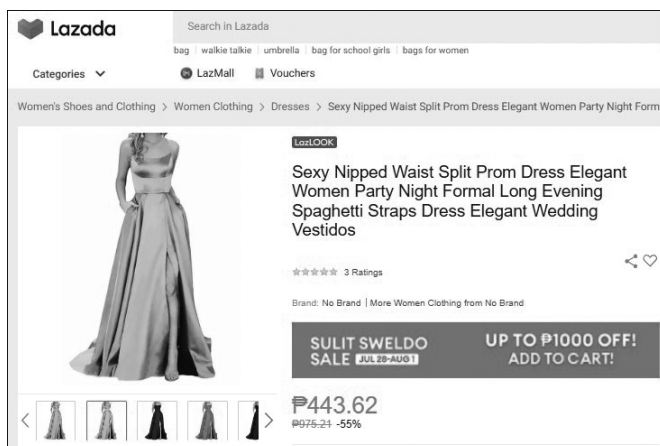 Lazada
Search in Lazada
bag | walkie talkie | umbrella | bag for school girls | bags for women
Categories
LazMall
Vouchers
Women's Shoes and Clothing > Women Clothing > Dresses > Sexy Nipped Waist Split Prom Dress Elegant Women Party Night Form
LazLOOK
Sexy Nipped Waist Split Prom Dress Elegant
Women Party Night Formal Long Evening
Spaghetti Straps Dress Elegant Wedding
Vestidos
3 Ratings
Brand: No Brand | More Women Clothing from No Brand
SULIT SWELDO
SALE JUL 28-AUG 1
UP TO ₱1000 OFF!
ADD TO CART!
₱443.62
₱975.21 -55%